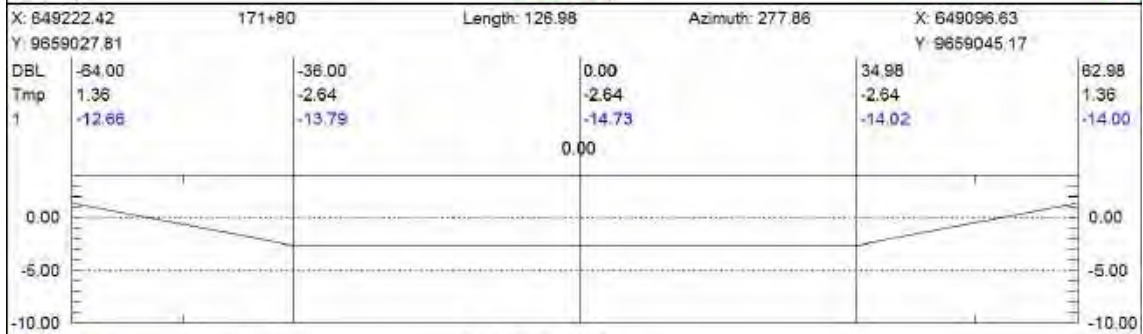 X: 649222.42 171+80 Length: 126.98 Azimuth: 277.86 X: 649096.63
Y: 9659027.81 Y: 9659045.17
DBL -64.00 -36.00 0.00 34.98 62.98
Tmp 1.36 -2.64 -2.64 -2.64 1.36
1 -12.66 -13.79 -14.73 -14.02 -14.00
0.00
0.00 0.00
-5.00 -5.00
-10.00 -10.00